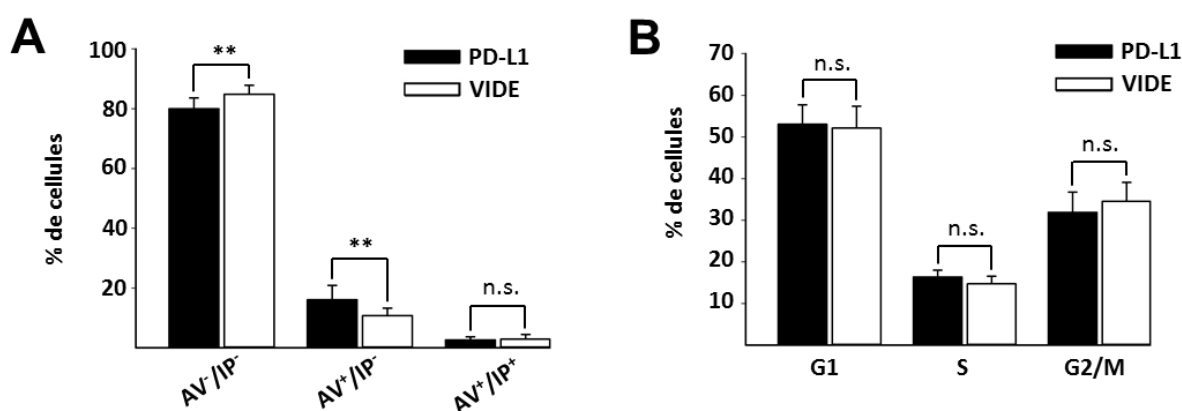 A
% de cellules
100
80
60
40
20
**
**
n.s.
PD-L1
VIDE
AV⁻/IP⁻
AV⁺/IP⁻
AV⁺/IP⁺
B
% de cellules
70
60
50
40
30
20
10
n.s.
n.s.
n.s.
PD-L1
VIDE
G1
S
G2/M